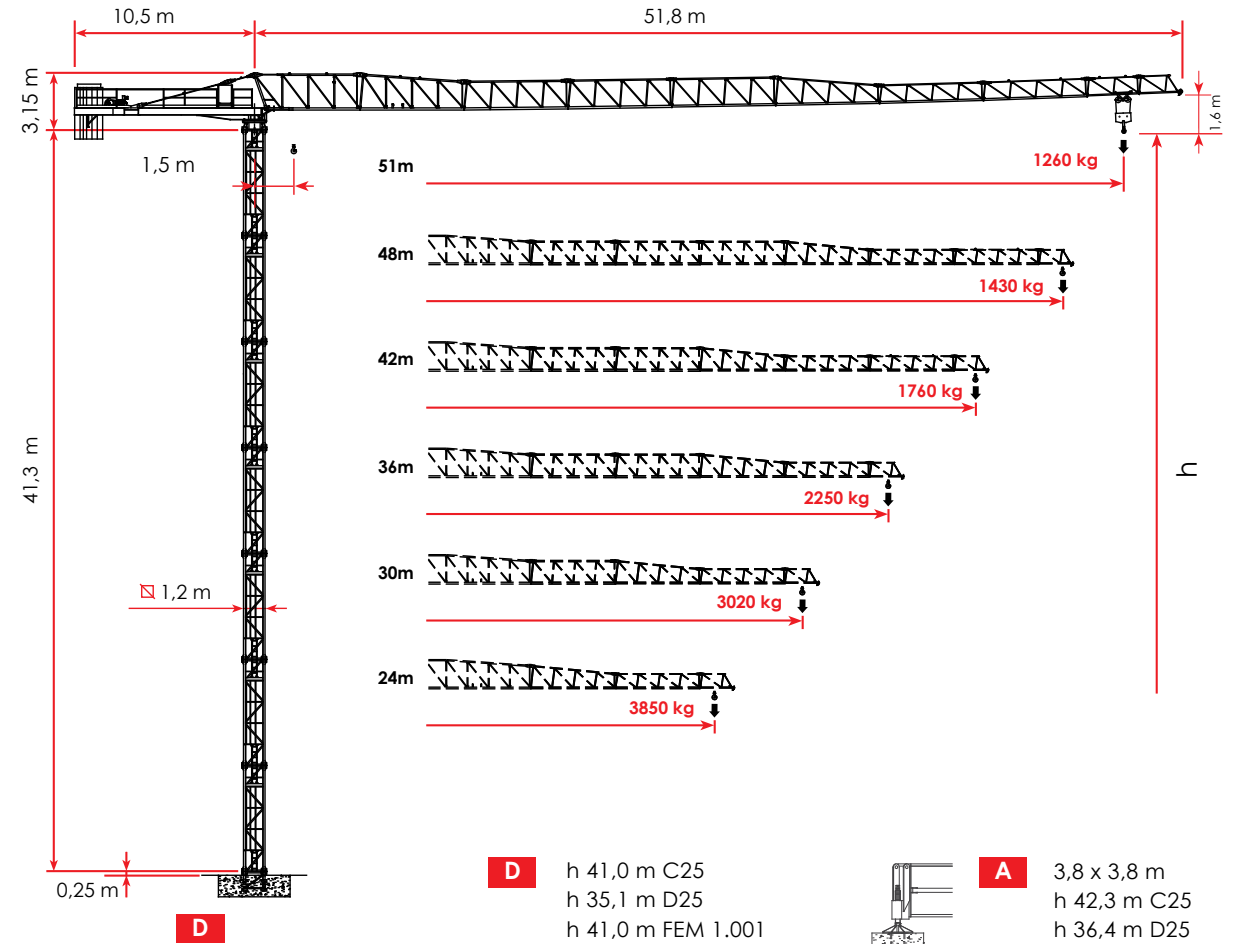 10,5 m
51,8 m
3,15 m
1,6 m
1,5 m
51m
1260 kg
48m
1430 kg
42m
1760 kg
36m
2250 kg
h
41,3 m
30m
3020 kg
1,2 m
24m
3850 kg
0,25 m
D
D
h 41,0 m C25
h 35,1 m D25
h 41,0 m FEM 1.001
A
3,8 x 3,8 m
h 42,3 m C25
h 36,4 m D25